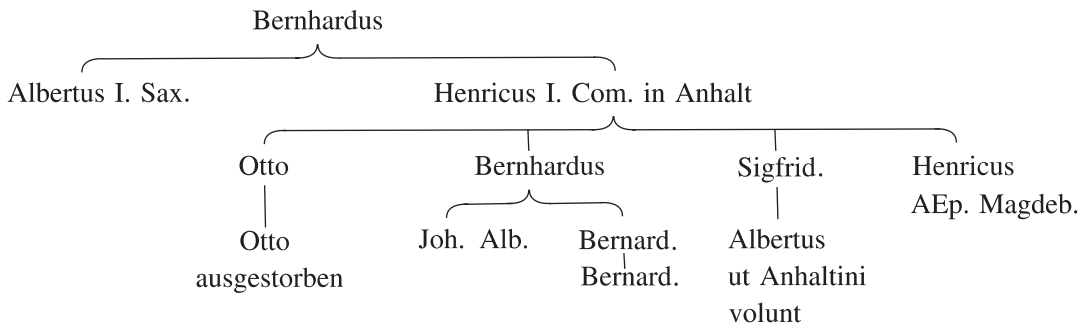 Bernhardus
Albertus I. Sax. Henricus I. Com. in Anhalt
Otto Bernhardus Sigfrid. Henricus
AEp. Magdeb.
Otto Joh. Alb. Bernard. Albertus
ausgestorben Bernard. ut Anhaltini
volunt